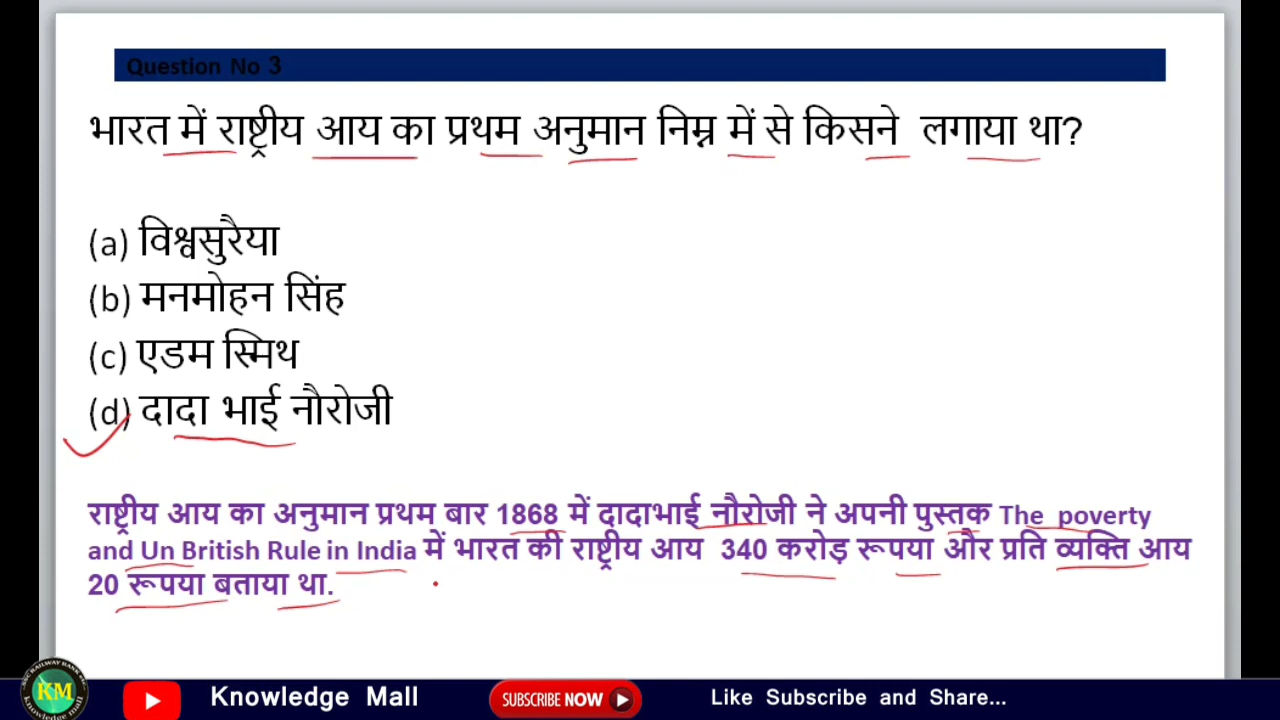 Question No 3
भारत में राष्ट्रीय आय का प्रथम अनुमान निम्न में से किसने लगाया था?
(a) विश्वसुरैया
(b) मनमोहन सिंह
(c) एडम स्मिथ
(d) दादा भाई नौरोजी
राष्ट्रीय आय का अनुमान प्रथम बार 1868 में दादाभाई नौरोजी ने अपनी पुस्तक The poverty
and Un British Rule in India में भारत की राष्ट्रीय आय 340 करोड़ रूपया और प्रति व्यक्ति आय
20 रूपया बताया था.
KM
Knowledge Mall
SUBSCRIBE NOW
Like Subscribe and Share...